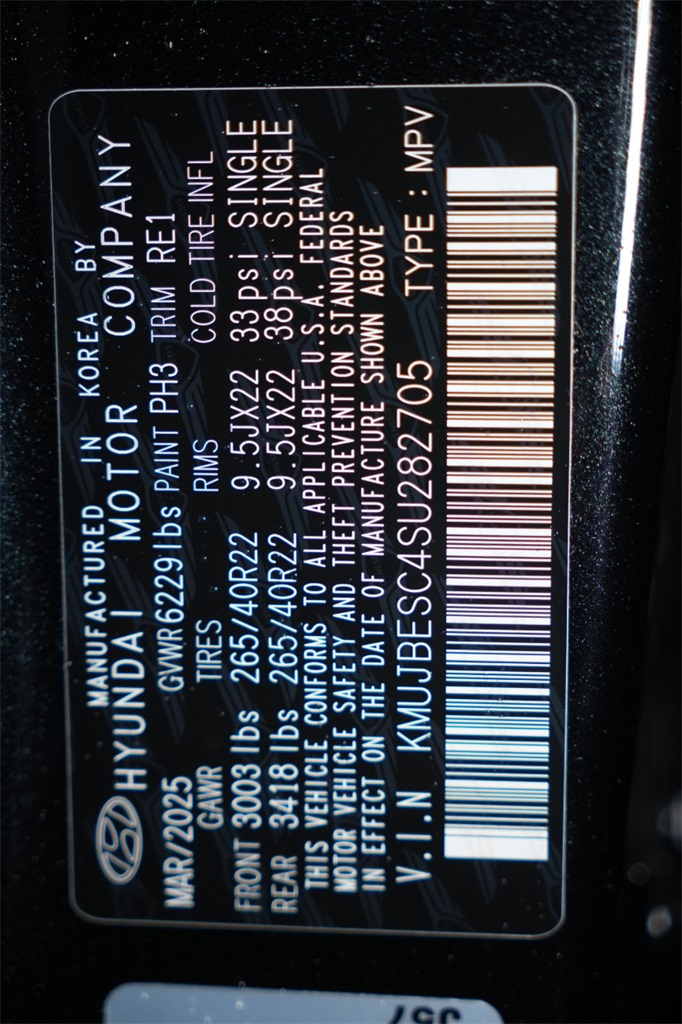 MANUFACTURED IN KOREA BY
HYUNDAI MOTOR COMPANY
MAR/2025 GVWR 6229lbs PAINT PH3 TRIM RE1
GAWR TIRES RIMS COLD TIRE INFL
FRONT 3003 lbs 265/40R22 9.5JX22 33psi SINGLE
REAR 3418 lbs 265/40R22 9.5JX22 38psi SINGLE
THIS VEHICLE CONFORMS TO ALL APPLICABLE U.S.A. FEDERAL
MOTOR VEHICLE SAFETY AND THEFT PREVENTION STANDARDS
IN EFFECT ON THE DATE OF MANUFACTURE SHOWN ABOVE
V.I.N KMUJBESC4SU282705 TYPE : MPV